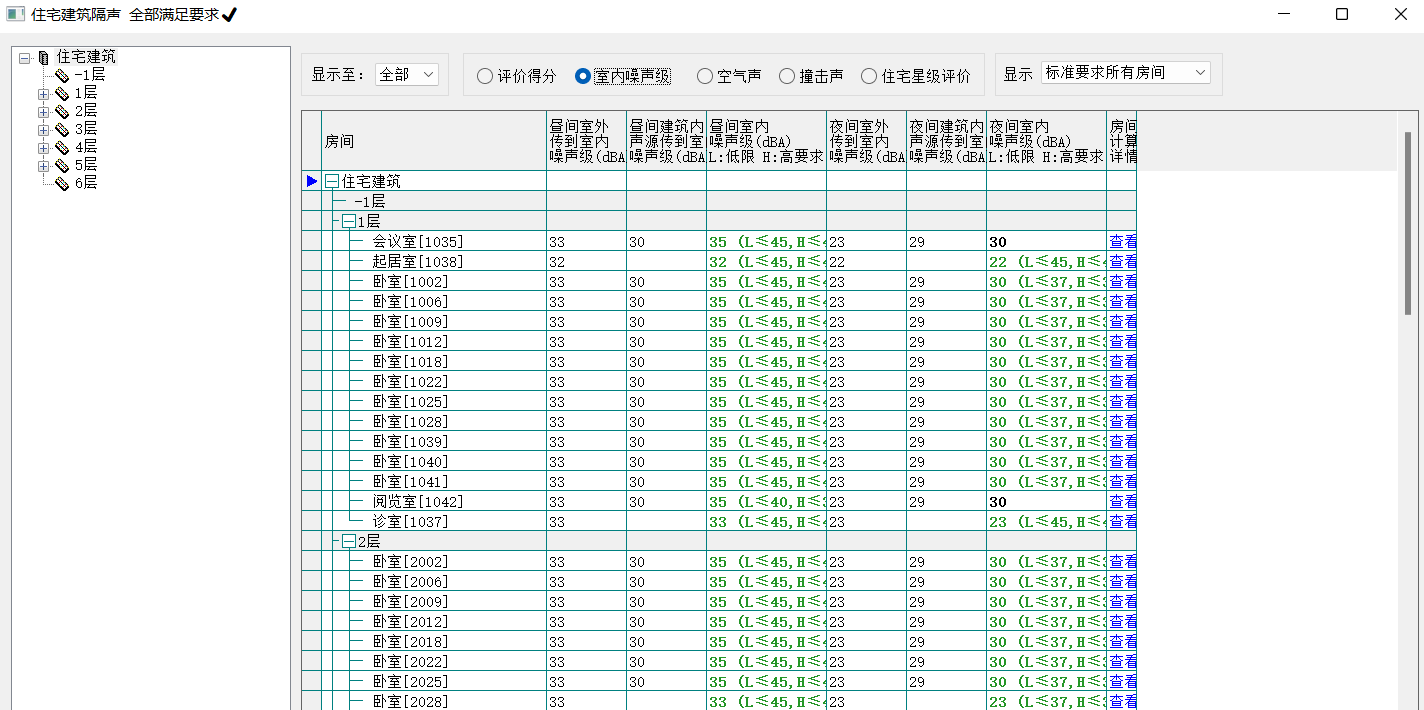 住宅建筑隔声 全部满足要求✔
住宅建筑
-1层
1层
2层
3层
4层
5层
6层
显示至: 全部
评价得分 室内噪声级 空气声 撞击声 住宅星级评价
显示 标准要求所有房间
房间
昼间室外
传到室内
噪声级(dBA
昼间建筑内
声源传到室
噪声级(dBA
昼间室内
噪声级(dBA)
L:低限 H:高要求
夜间室外
传到室内
噪声级(dBA
夜间建筑内
声源传到室
噪声级(dBA
夜间室内
噪声级(dBA)
L:低限 H:高要求
房间
计算
详情
住宅建筑
-1层
1层
会议室[1035] 33 30 35 (L≤45,H≤ 23 29 30 查看
起居室[1038] 32 32 (L≤45,H≤ 22 22 (L≤45,H≤ 查看
卧室[1002] 33 30 35 (L≤45,H≤ 23 29 30 (L≤37,H≤ 查看
卧室[1006] 33 30 35 (L≤45,H≤ 23 29 30 (L≤37,H≤ 查看
卧室[1009] 33 30 35 (L≤45,H≤ 23 29 30 (L≤37,H≤ 查看
卧室[1012] 33 30 35 (L≤45,H≤ 23 29 30 (L≤37,H≤ 查看
卧室[1018] 33 30 35 (L≤45,H≤ 23 29 30 (L≤37,H≤ 查看
卧室[1022] 33 30 35 (L≤45,H≤ 23 29 30 (L≤37,H≤ 查看
卧室[1025] 33 30 35 (L≤45,H≤ 23 29 30 (L≤37,H≤ 查看
卧室[1028] 33 30 35 (L≤45,H≤ 23 29 30 (L≤37,H≤ 查看
卧室[1039] 33 30 35 (L≤45,H≤ 23 29 30 (L≤37,H≤ 查看
卧室[1040] 33 30 35 (L≤45,H≤ 23 29 30 (L≤37,H≤ 查看
卧室[1041] 33 30 35 (L≤45,H≤ 23 29 30 (L≤37,H≤ 查看
阅览室[1042] 33 30 35 (L≤40,H≤ 23 29 30 查看
诊室[1037] 33 33 (L≤45,H≤ 23 23 (L≤45,H≤ 查看
2层
卧室[2002] 33 30 35 (L≤45,H≤ 23 29 30 (L≤37,H≤ 查看
卧室[2006] 33 30 35 (L≤45,H≤ 23 29 30 (L≤37,H≤ 查看
卧室[2009] 33 30 35 (L≤45,H≤ 23 29 30 (L≤37,H≤ 查看
卧室[2012] 33 30 35 (L≤45,H≤ 23 29 30 (L≤37,H≤ 查看
卧室[2018] 33 30 35 (L≤45,H≤ 23 29 30 (L≤37,H≤ 查看
卧室[2022] 33 30 35 (L≤45,H≤ 23 29 30 (L≤37,H≤ 查看
卧室[2025] 33 30 35 (L≤45,H≤ 23 29 30 (L≤37,H≤ 查看
卧室[2028] 33 33 (L≤45,H≤ 23 23 (L≤37,H≤ 查看